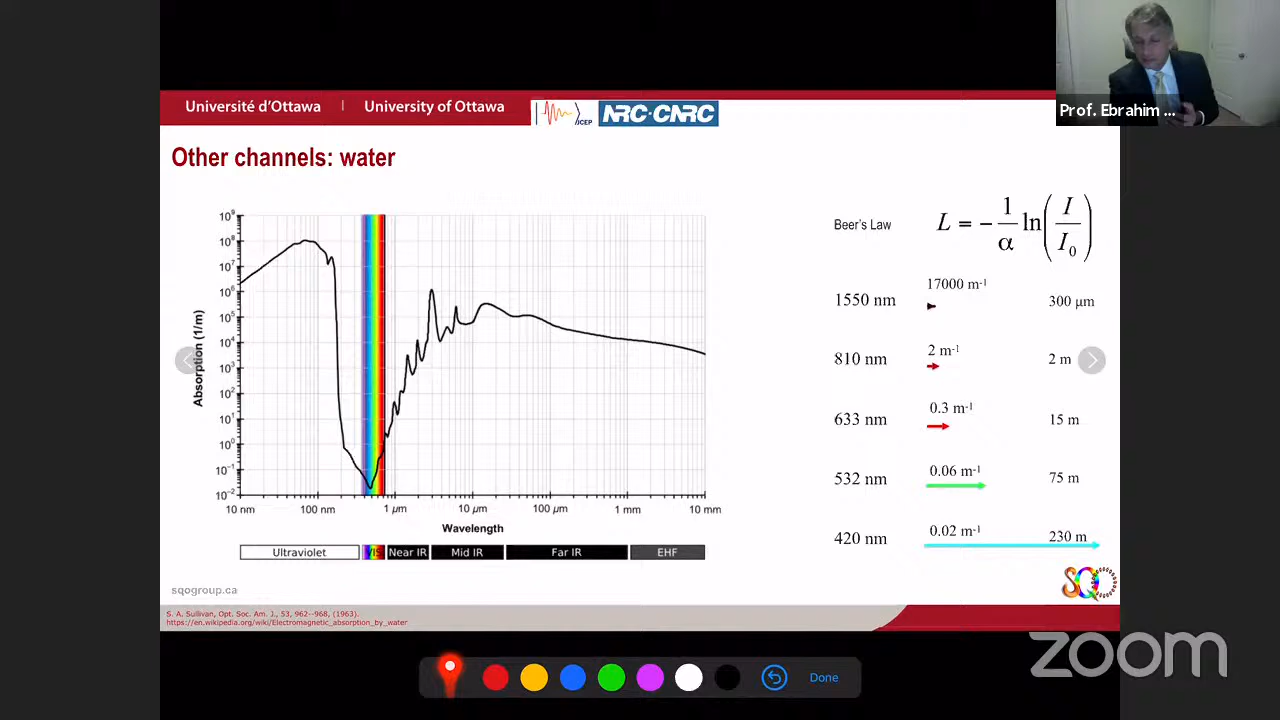 Prof. Ebrahim ...
Université d'Ottawa | University of Ottawa
ICEP
NRC·CNRC
Other channels: water
Absorption (1/m)
10⁹
10⁸
10⁷
10⁶
10⁵
10⁴
10³
10²
10¹
10⁰
10⁻¹
10⁻²
10 nm 100 nm 1 µm 10 µm 100 µm 1 mm 10 mm
Wavelength
Ultraviolet VIS Near IR Mid IR Far IR EHF
Beer's Law L = - 1/α ln(I/I₀)
1550 nm 17000 m⁻¹ 300 µm
810 nm 2 m⁻¹ 2 m
633 nm 0.3 m⁻¹ 15 m
532 nm 0.06 m⁻¹ 75 m
420 nm 0.02 m⁻¹ 230 m
SQO
sqogroup.ca
S. A. Sullivan, Opt. Soc. Am. J., 53, 962--968, (1963).
https://en.wikipedia.org/wiki/Electromagnetic_absorption_by_water
zoom
Done